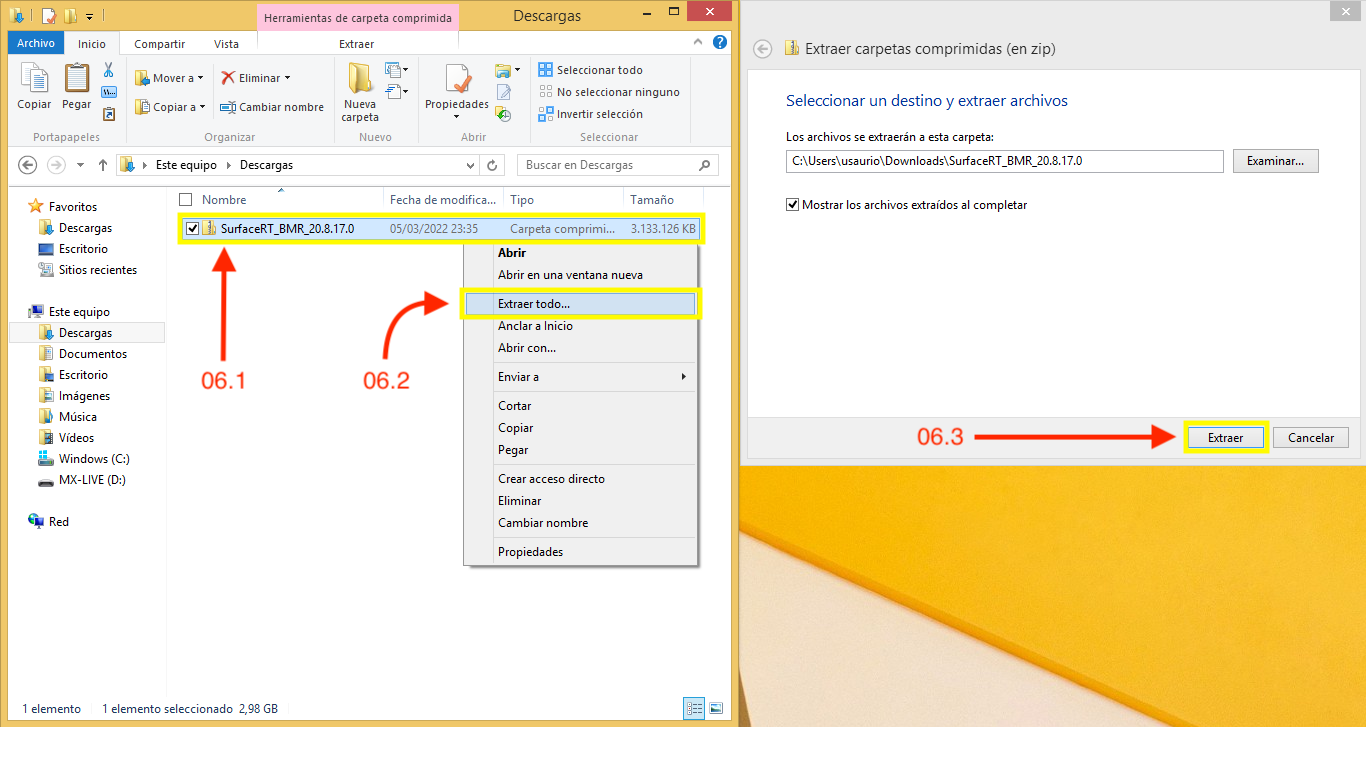 Herramientas de carpeta comprimida
Descargas
Archivo
Inicio
Compartir
Vista
Extraer
Copiar
Pegar
Mover a
Copiar a
Eliminar
Cambiar nombre
Nueva
carpeta
Propiedades
Seleccionar todo
No seleccionar ninguno
Invertir selección
Portapapeles
Organizar
Nuevo
Abrir
Seleccionar
Este equipo
Descargas
Buscar en Descargas
Favoritos
Descargas
Escritorio
Sitios recientes
Este equipo
Descargas
Documentos
Escritorio
Imágenes
Música
Vídeos
Windows (C:)
MX-LIVE (D:)
Red
Nombre
Fecha de modifica...
Tipo
Tamaño
SurfaceRT_BMR_20.8.17.0
05/03/2022 23:35
Carpeta comprimi...
3.133.126 KB
06.1
06.2
Abrir
Abrir en una ventana nueva
Extraer todo...
Anclar a Inicio
Abrir con...
Enviar a
Cortar
Copiar
Pegar
Crear acceso directo
Eliminar
Cambiar nombre
Propiedades
1 elemento
1 elemento seleccionado 2,98 GB
Extraer carpetas comprimidas (en zip)
Seleccionar un destino y extraer archivos
Los archivos se extraerán a esta carpeta:
C:\Users\usaurio\Downloads\SurfaceRT_BMR_20.8.17.0
Examinar...
Mostrar los archivos extraídos al completar
06.3
Extraer
Cancelar